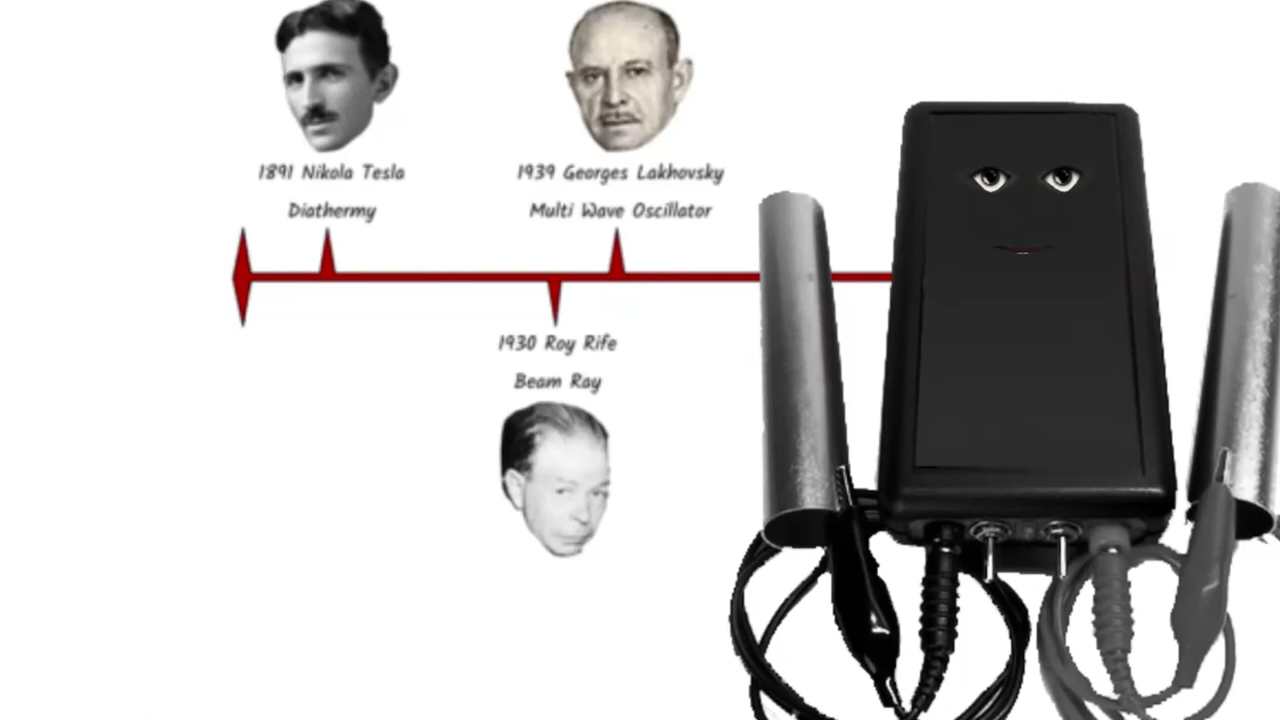 1891 Nikola Tesla
Diathermy
1939 Georges Lakhovsky
Multi Wave Oscillator
1930 Roy Rife
Beam Ray